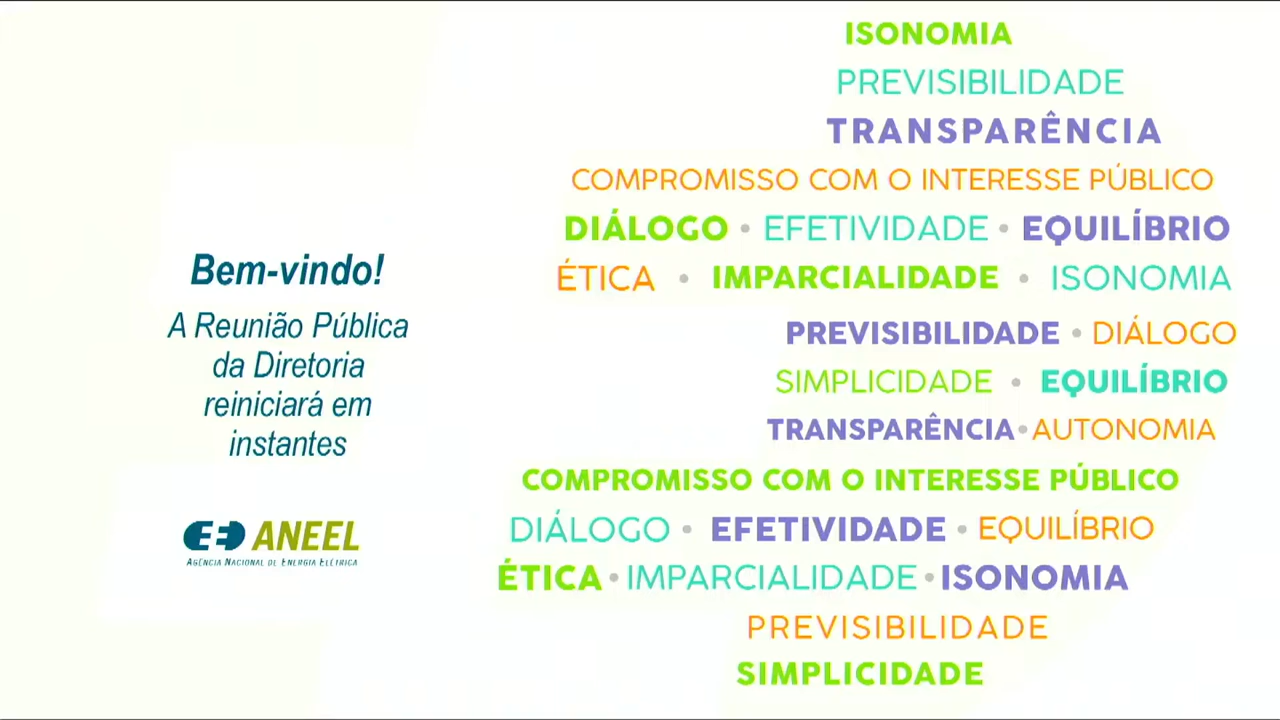 Bem-vindo!
A Reunião Pública
da Diretoria
reiniciará em
instantes
ANEEL
AGÊNCIA NACIONAL DE ENERGIA ELÉTRICA
ISONOMIA
PREVISIBILIDADE
TRANSPARÊNCIA
COMPROMISSO COM O INTERESSE PÚBLICO
DIÁLOGO • EFETIVIDADE • EQUILÍBRIO
ÉTICA • IMPARCIALIDADE • ISONOMIA
PREVISIBILIDADE • DIÁLOGO
SIMPLICIDADE • EQUILÍBRIO
TRANSPARÊNCIA • AUTONOMIA
COMPROMISSO COM O INTERESSE PÚBLICO
DIÁLOGO • EFETIVIDADE • EQUILÍBRIO
ÉTICA • IMPARCIALIDADE • ISONOMIA
PREVISIBILIDADE
SIMPLICIDADE